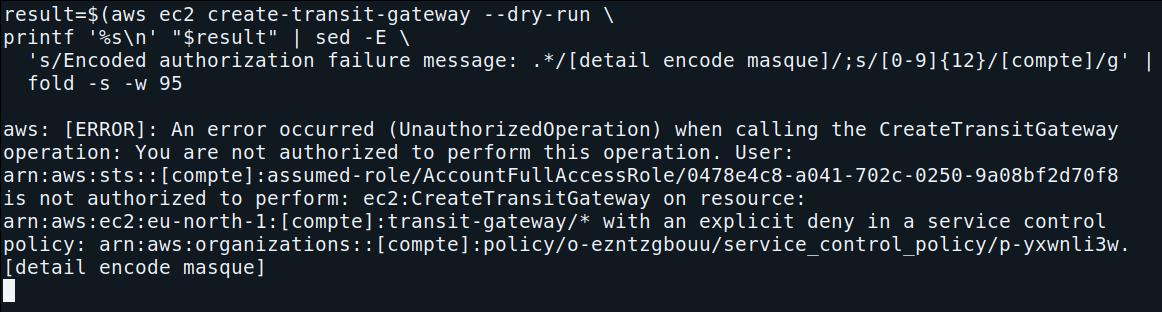 result=$(aws ec2 create-transit-gateway --dry-run \
printf '%s\n' "$result" | sed -E \
  's/Encoded authorization failure message: .*/[detail encode masque]/;s/[0-9]{12}/[compte]/g' |
  fold -s -w 95

aws: [ERROR]: An error occurred (UnauthorizedOperation) when calling the CreateTransitGateway
operation: You are not authorized to perform this operation. User:
arn:aws:sts::[compte]:assumed-role/AccountFullAccessRole/0478e4c8-a041-702c-0250-9a08bf2d70f8
is not authorized to perform: ec2:CreateTransitGateway on resource:
arn:aws:ec2:eu-north-1:[compte]:transit-gateway/* with an explicit deny in a service control
policy: arn:aws:organizations::[compte]:policy/o-ezntzgbouu/service_control_policy/p-yxwnli3w.
[detail encode masque]